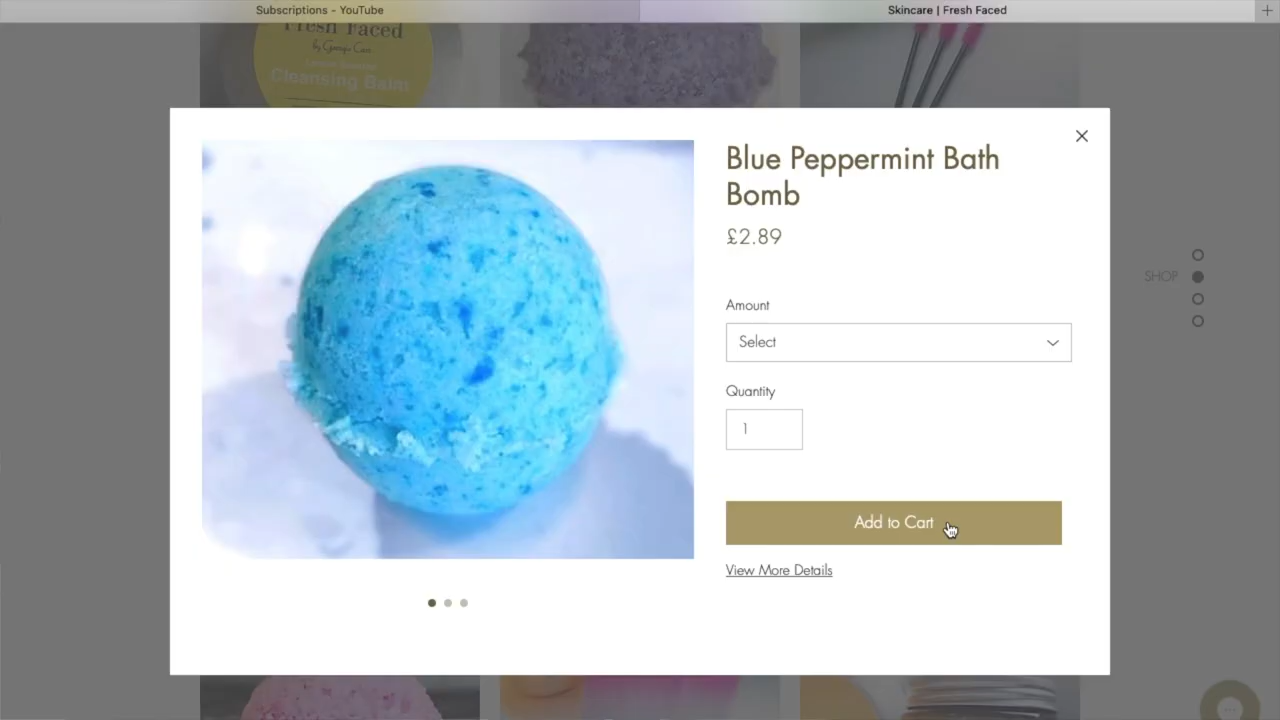 Subscriptions - YouTube
Skincare | Fresh Faced
Fresh Faced
Cleansing Balm
Blue Peppermint Bath
Bomb
£2.89
SHOP
Amount
Select
Quantity
1
Add to Cart
View More Details